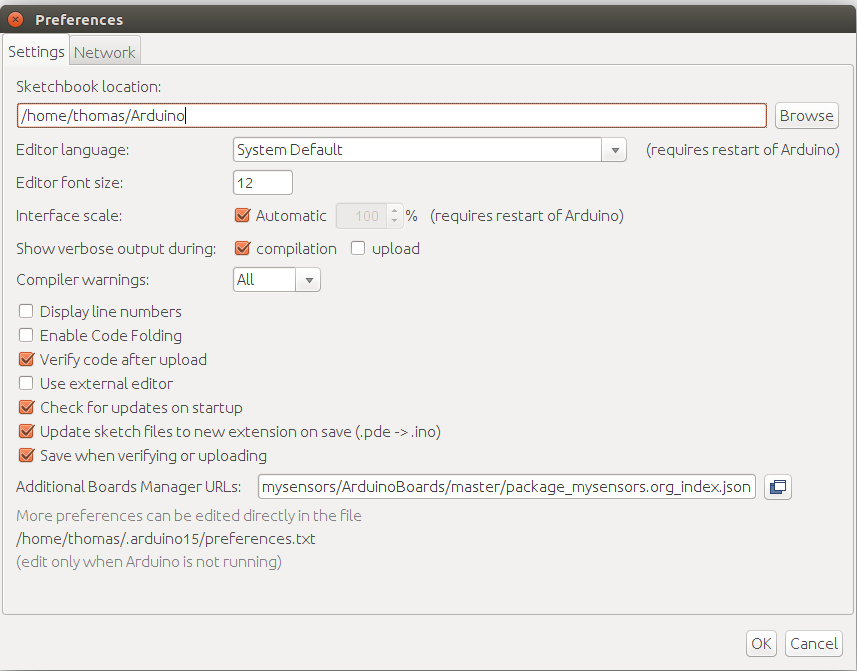 Preferences
Settings Network
Sketchbook location:
/home/thomas/Arduino Browse
Editor language: System Default (requires restart of Arduino)
Editor font size: 12
Interface scale: Automatic 100 % (requires restart of Arduino)
Show verbose output during: compilation upload
Compiler warnings: All
Display line numbers
Enable Code Folding
Verify code after upload
Use external editor
Check for updates on startup
Update sketch files to new extension on save (.pde -> .ino)
Save when verifying or uploading
Additional Boards Manager URLs: mysensors/ArduinoBoards/master/package_mysensors.org_index.json
More preferences can be edited directly in the file
/home/thomas/.arduino15/preferences.txt
(edit only when Arduino is not running)
OK Cancel